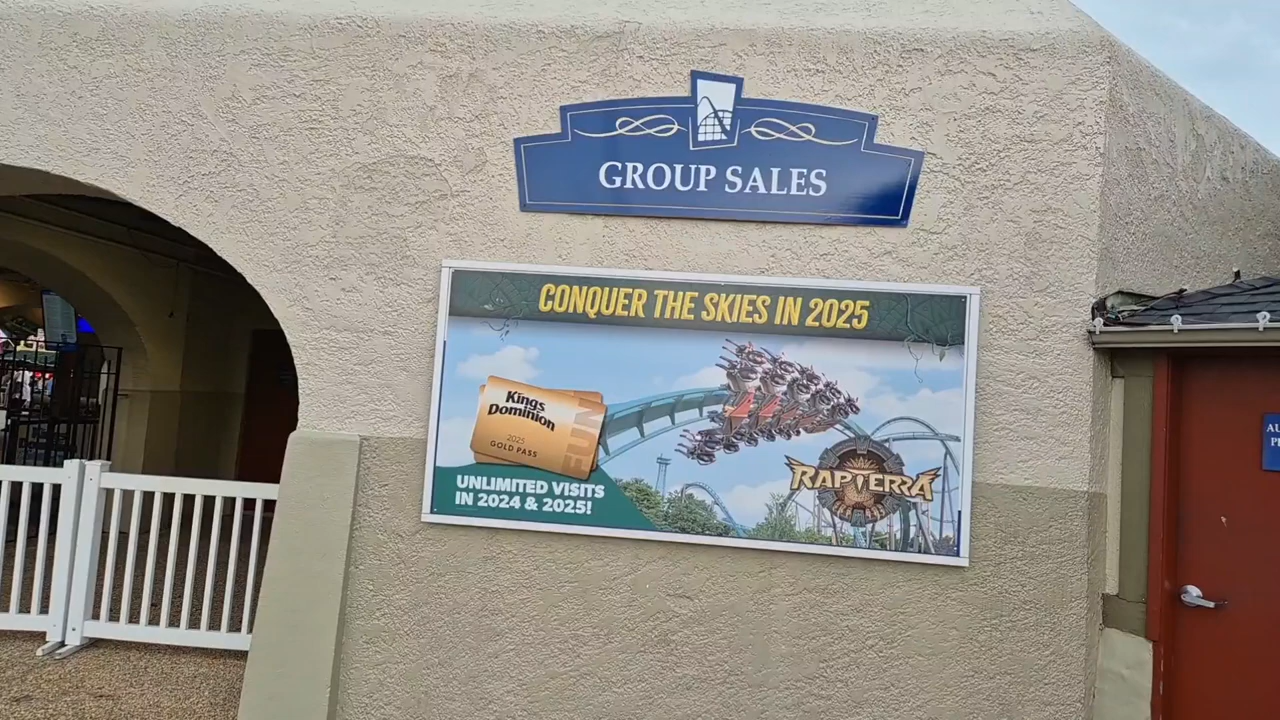 GROUP SALES
CONQUER THE SKIES IN 2025
Kings
Dominion
2025
GOLD PASS
FUN
UNLIMITED VISITS
IN 2024 & 2025!
RAPTERRA